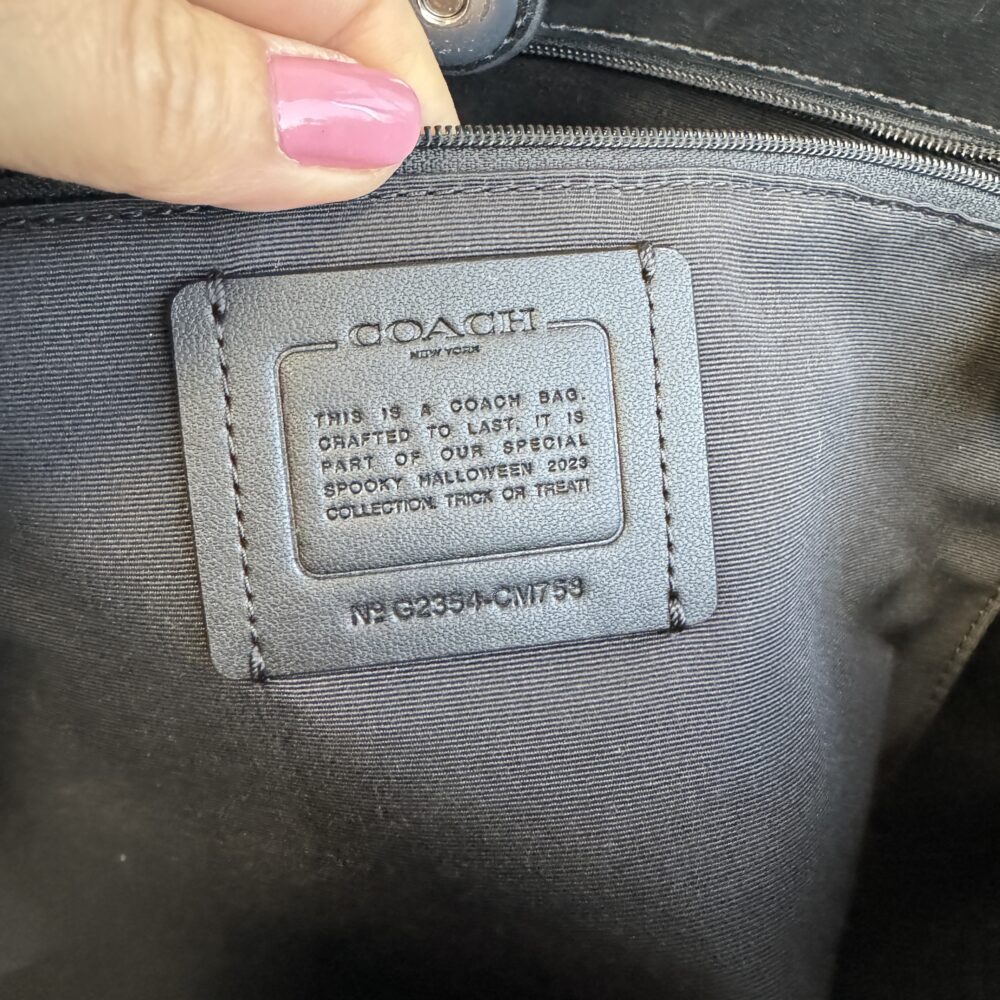 COACH
NEW YORK
THIS IS A COACH BAG.
CRAFTED TO LAST, IT IS
PART OF OUR SPECIAL
SPOOKY HALLOWEEN 2023
COLLECTION. TRICK OR TREAT!
Nº G2354-CM753